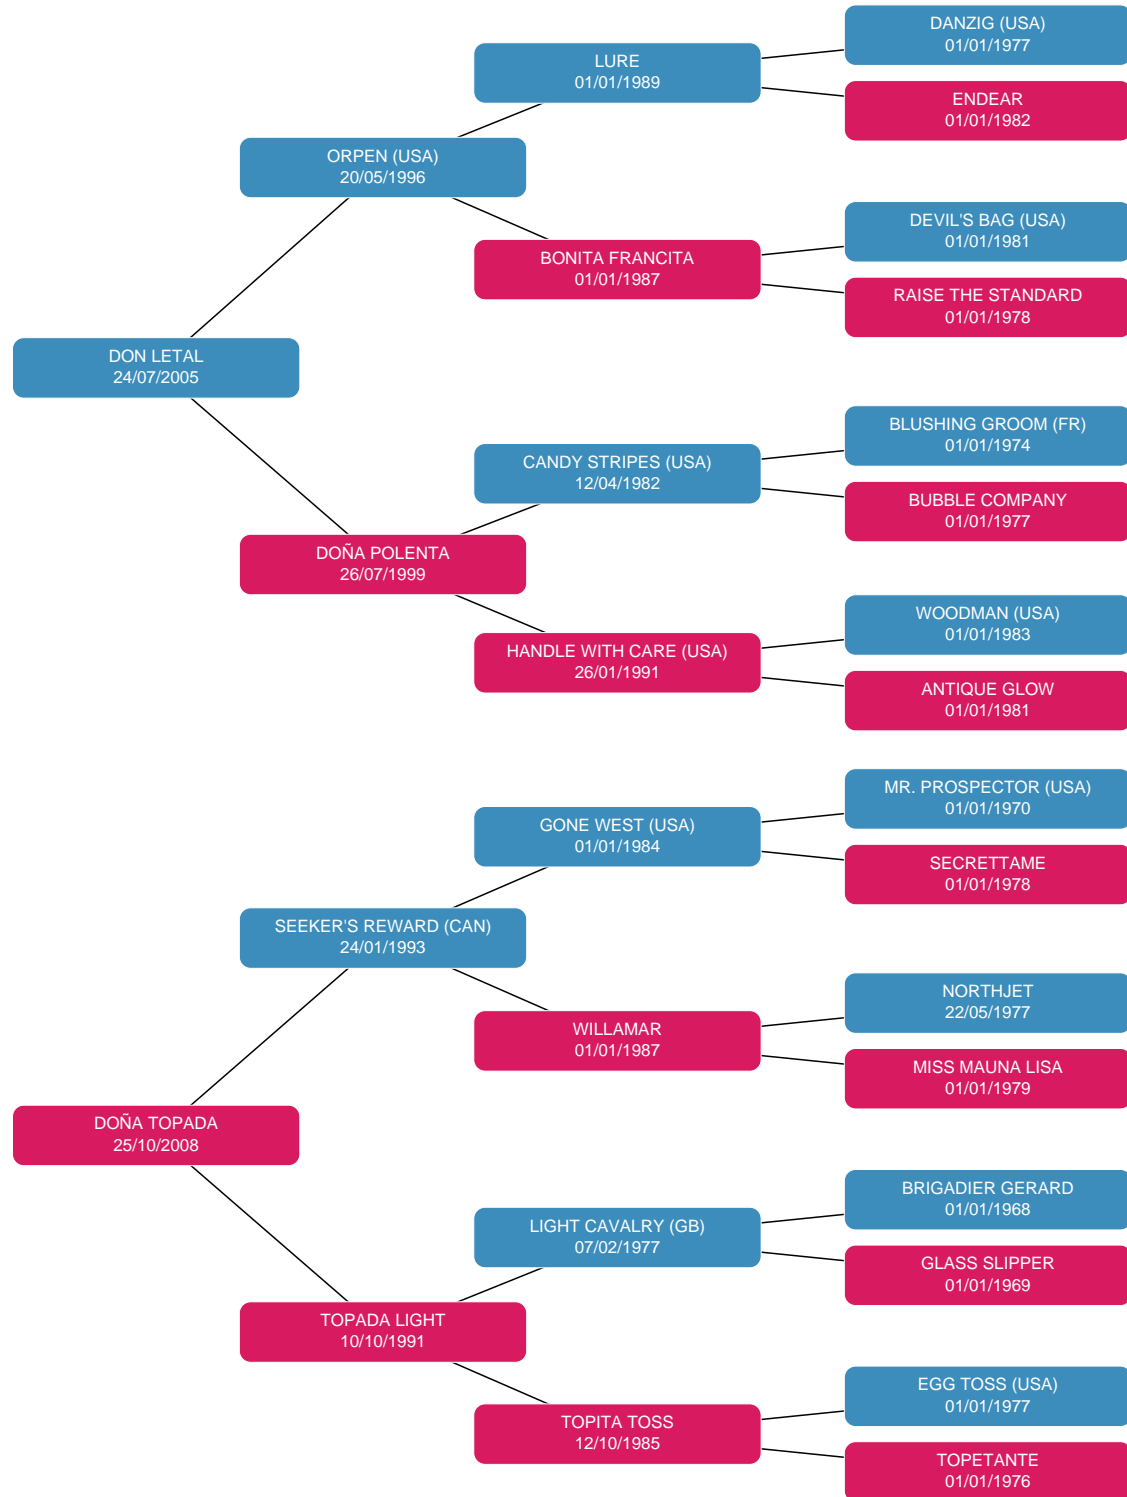 DANZIG (USA)
01/01/1977
LURE
01/01/1989
ENDEAR
01/01/1982
ORPEN (USA)
20/05/1996
DEVIL'S BAG (USA)
01/01/1981
BONITA FRANCITA
01/01/1987
RAISE THE STANDARD
01/01/1978
DON LETAL
24/07/2005
BLUSHING GROOM (FR)
01/01/1974
CANDY STRIPES (USA)
12/04/1982
BUBBLE COMPANY
01/01/1977
DOÑA POLENTA
26/07/1999
WOODMAN (USA)
01/01/1983
HANDLE WITH CARE (USA)
26/01/1991
ANTIQUE GLOW
01/01/1981
MR. PROSPECTOR (USA)
01/01/1970
GONE WEST (USA)
01/01/1984
SECRETTAME
01/01/1978
SEEKER'S REWARD (CAN)
24/01/1993
NORTHJET
22/05/1977
WILLAMAR
01/01/1987
MISS MAUNA LISA
01/01/1979
DOÑA TOPADA
25/10/2008
BRIGADIER GERARD
01/01/1968
LIGHT CAVALRY (GB)
07/02/1977
GLASS SLIPPER
01/01/1969
TOPADA LIGHT
10/10/1991
EGG TOSS (USA)
01/01/1977
TOPITA TOSS
12/10/1985
TOPETANTE
01/01/1976